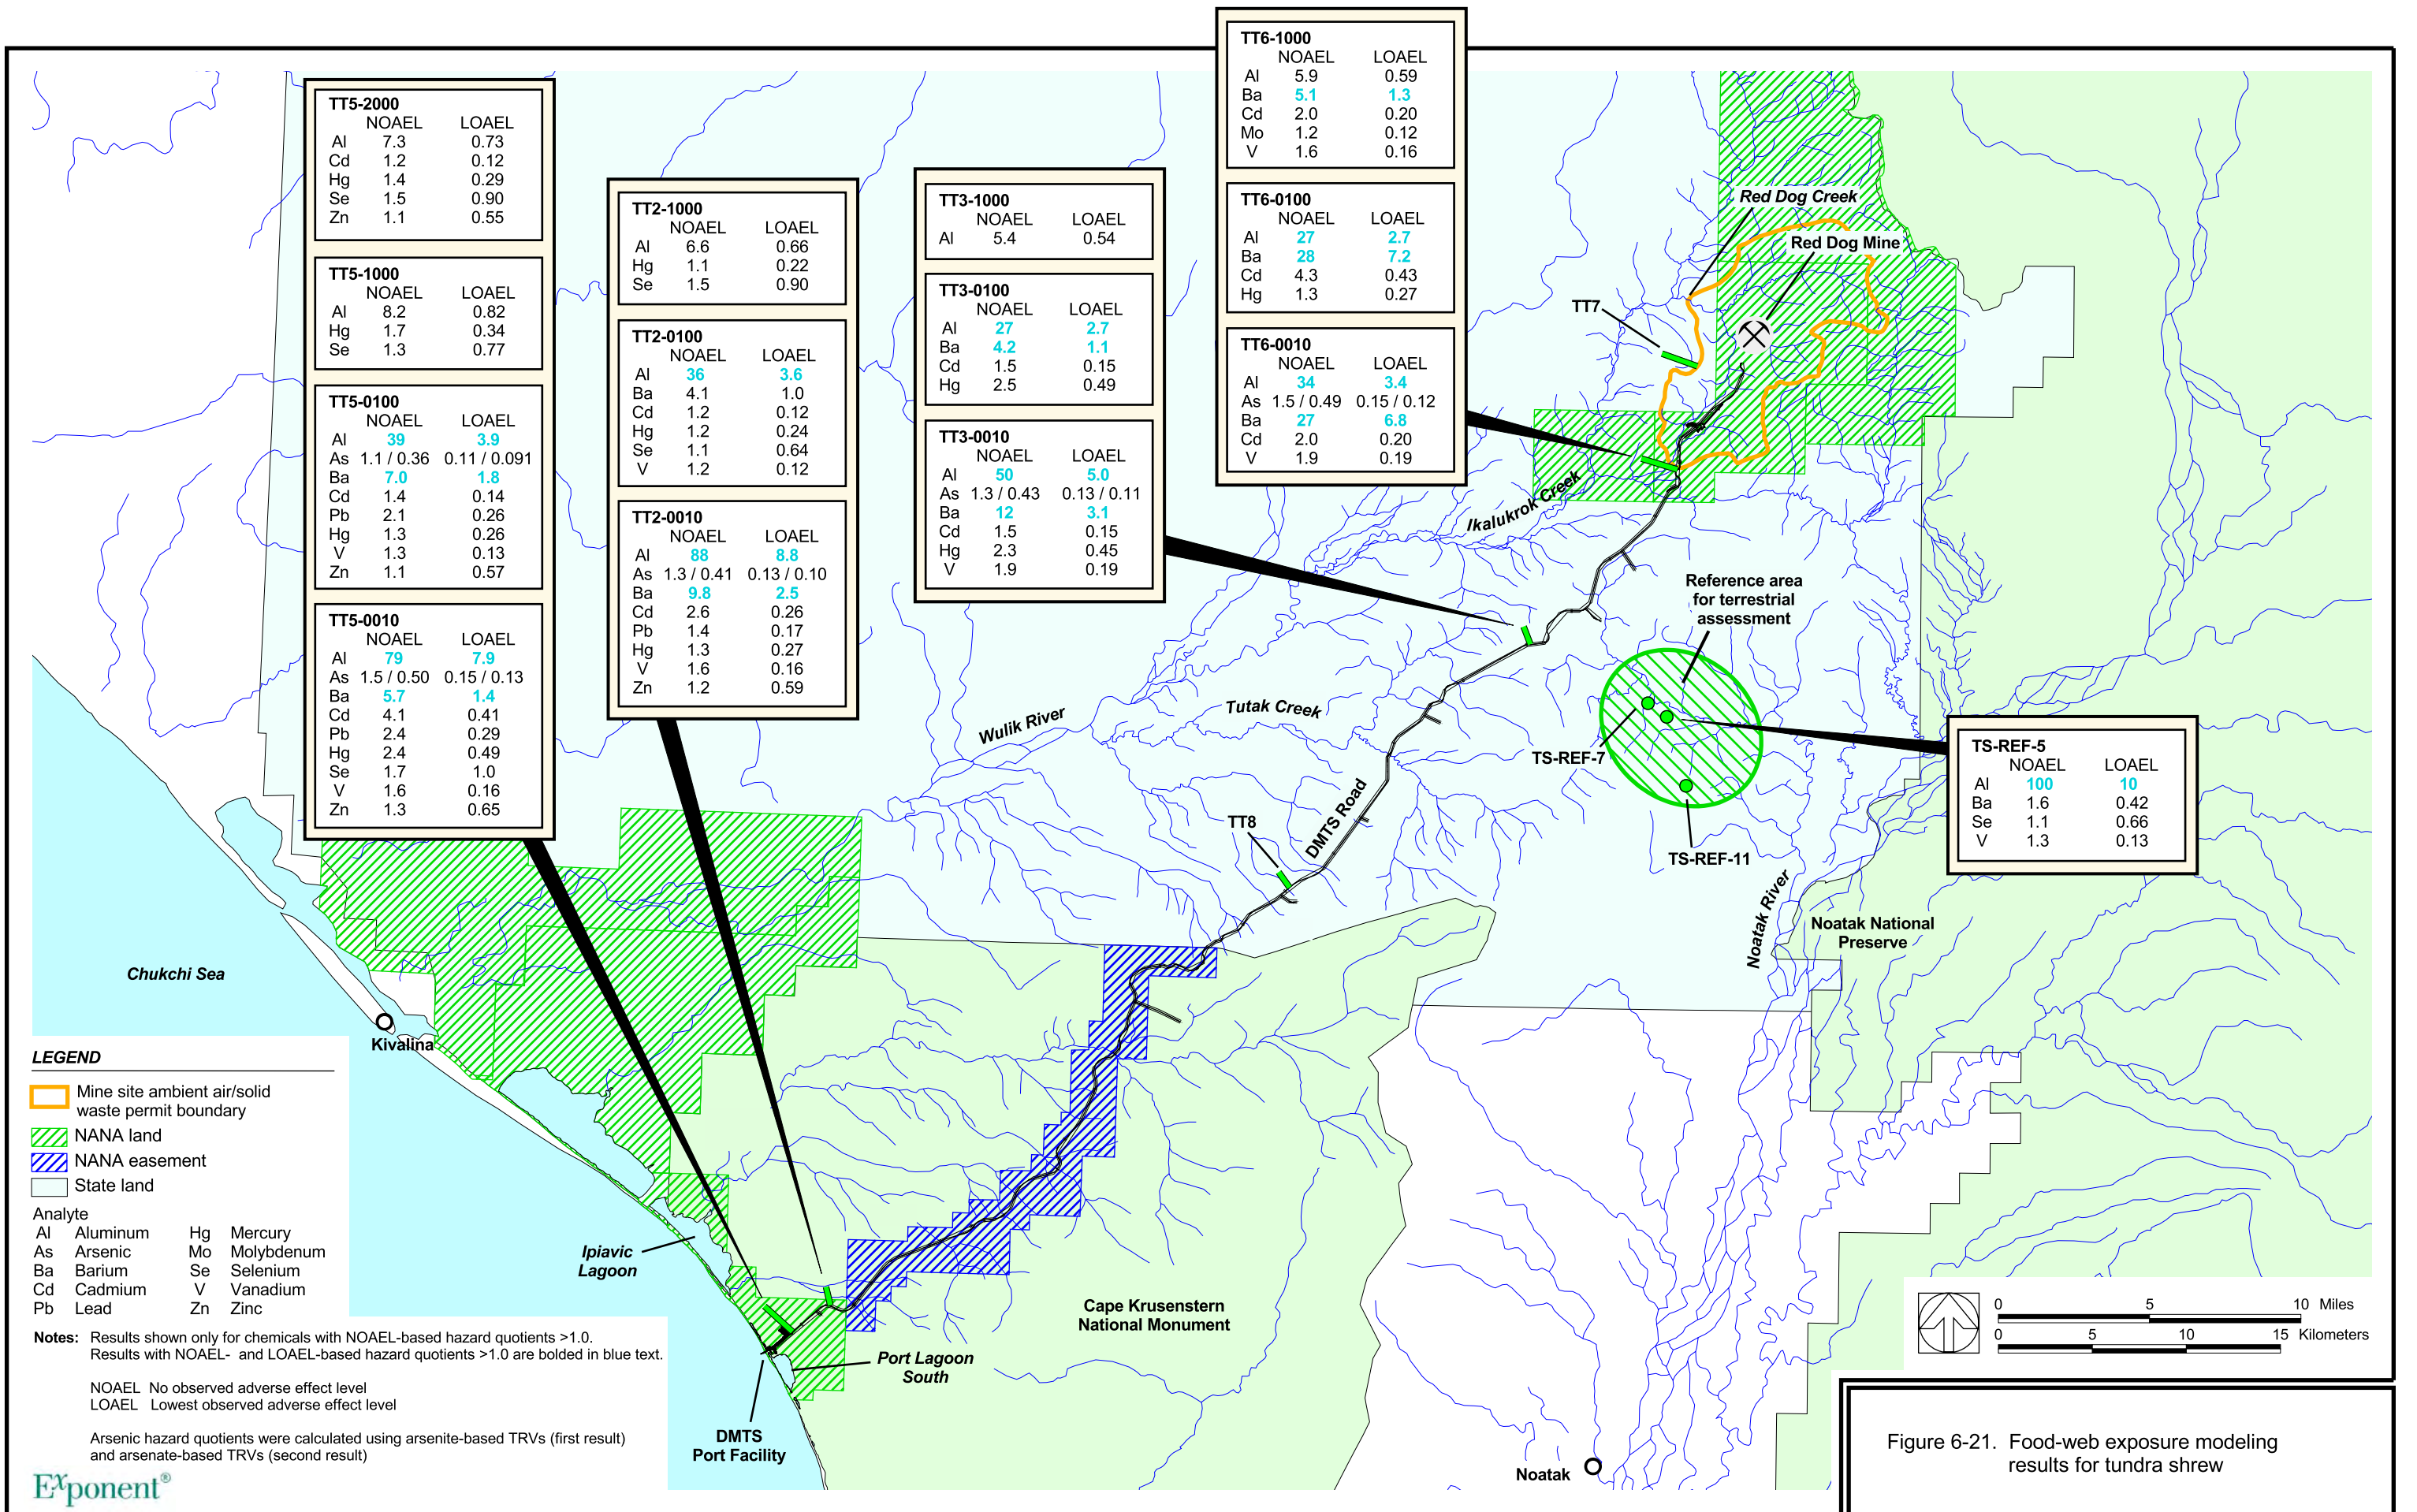 TT5-2000
NOAEL LOAEL
Al 7.3 0.73
Cd 1.2 0.12
Hg 1.4 0.29
Se 1.5 0.90
Zn 1.1 0.55
TT5-1000
NOAEL LOAEL
Al 8.2 0.82
Hg 1.7 0.34
Se 1.3 0.77
TT5-0100
NOAEL LOAEL
Al 39 3.9
As 1.1 / 0.36 0.11 / 0.091
Ba 7.0 1.8
Cd 1.4 0.14
Pb 2.1 0.26
Hg 1.3 0.26
V 1.3 0.13
Zn 1.1 0.57
TT5-0010
NOAEL LOAEL
Al 79 7.9
As 1.5 / 0.50 0.15 / 0.13
Ba 5.7 1.4
Cd 4.1 0.41
Pb 2.4 0.29
Hg 2.4 0.49
Se 1.7 1.0
V 1.6 0.16
Zn 1.3 0.65
TT2-1000
NOAEL LOAEL
Al 6.6 0.66
Hg 1.1 0.22
Se 1.5 0.90
TT2-0100
NOAEL LOAEL
Al 36 3.6
Ba 4.1 1.0
Cd 1.2 0.12
Hg 1.2 0.24
Se 1.1 0.64
V 1.2 0.12
TT2-0010
NOAEL LOAEL
Al 88 8.8
As 1.3 / 0.41 0.13 / 0.10
Ba 9.8 2.5
Cd 2.6 0.26
Pb 1.4 0.17
Hg 1.3 0.27
V 1.6 0.16
Zn 1.2 0.59
TT3-1000
NOAEL LOAEL
Al 5.4 0.54
TT3-0100
NOAEL LOAEL
Al 27 2.7
Ba 4.2 1.1
Cd 1.5 0.15
Hg 2.5 0.49
TT3-0010
NOAEL LOAEL
Al 50 5.0
As 1.3 / 0.43 0.13 / 0.11
Ba 12 3.1
Cd 1.5 0.15
Hg 2.3 0.45
V 1.9 0.19
TT6-1000
NOAEL LOAEL
Al 5.9 0.59
Ba 5.1 1.3
Cd 2.0 0.20
Mo 1.2 0.12
V 1.6 0.16
TT6-0100
NOAEL LOAEL
Al 27 2.7
Ba 28 7.2
Cd 4.3 0.43
Hg 1.3 0.27
TT6-0010
NOAEL LOAEL
Al 34 3.4
As 1.5 / 0.49 0.15 / 0.12
Ba 27 6.8
Cd 2.0 0.20
V 1.9 0.19
Red Dog Creek
Red Dog Mine
TT7
Ikalukrok Creek
Reference area
for terrestrial
assessment
Wulik River
Tutak Creek
TS-REF-7
TS-REF-5
NOAEL LOAEL
Al 100 10
Ba 1.6 0.42
Se 1.1 0.66
V 1.3 0.13
TT8
DMTS Road
TS-REF-11
Noatak River
Noatak National
Preserve
Chukchi Sea
Kivalina
Ipiavic
Lagoon
Cape Krusenstern
National Monument
Port Lagoon
South
DMTS
Port Facility
Noatak
LEGEND
Mine site ambient air/solid
waste permit boundary
NANA land
NANA easement
State land
Analyte
Al Aluminum Hg Mercury
As Arsenic Mo Molybdenum
Ba Barium Se Selenium
Cd Cadmium V Vanadium
Pb Lead Zn Zinc
Notes: Results shown only for chemicals with NOAEL-based hazard quotients >1.0.
Results with NOAEL- and LOAEL-based hazard quotients >1.0 are bolded in blue text.
NOAEL No observed adverse effect level
LOAEL Lowest observed adverse effect level
Arsenic hazard quotients were calculated using arsenite-based TRVs (first result)
and arsenate-based TRVs (second result)
Exponent®
0 5 10 Miles
0 5 10 15 Kilometers
Figure 6-21. Food-web exposure modeling
results for tundra shrew